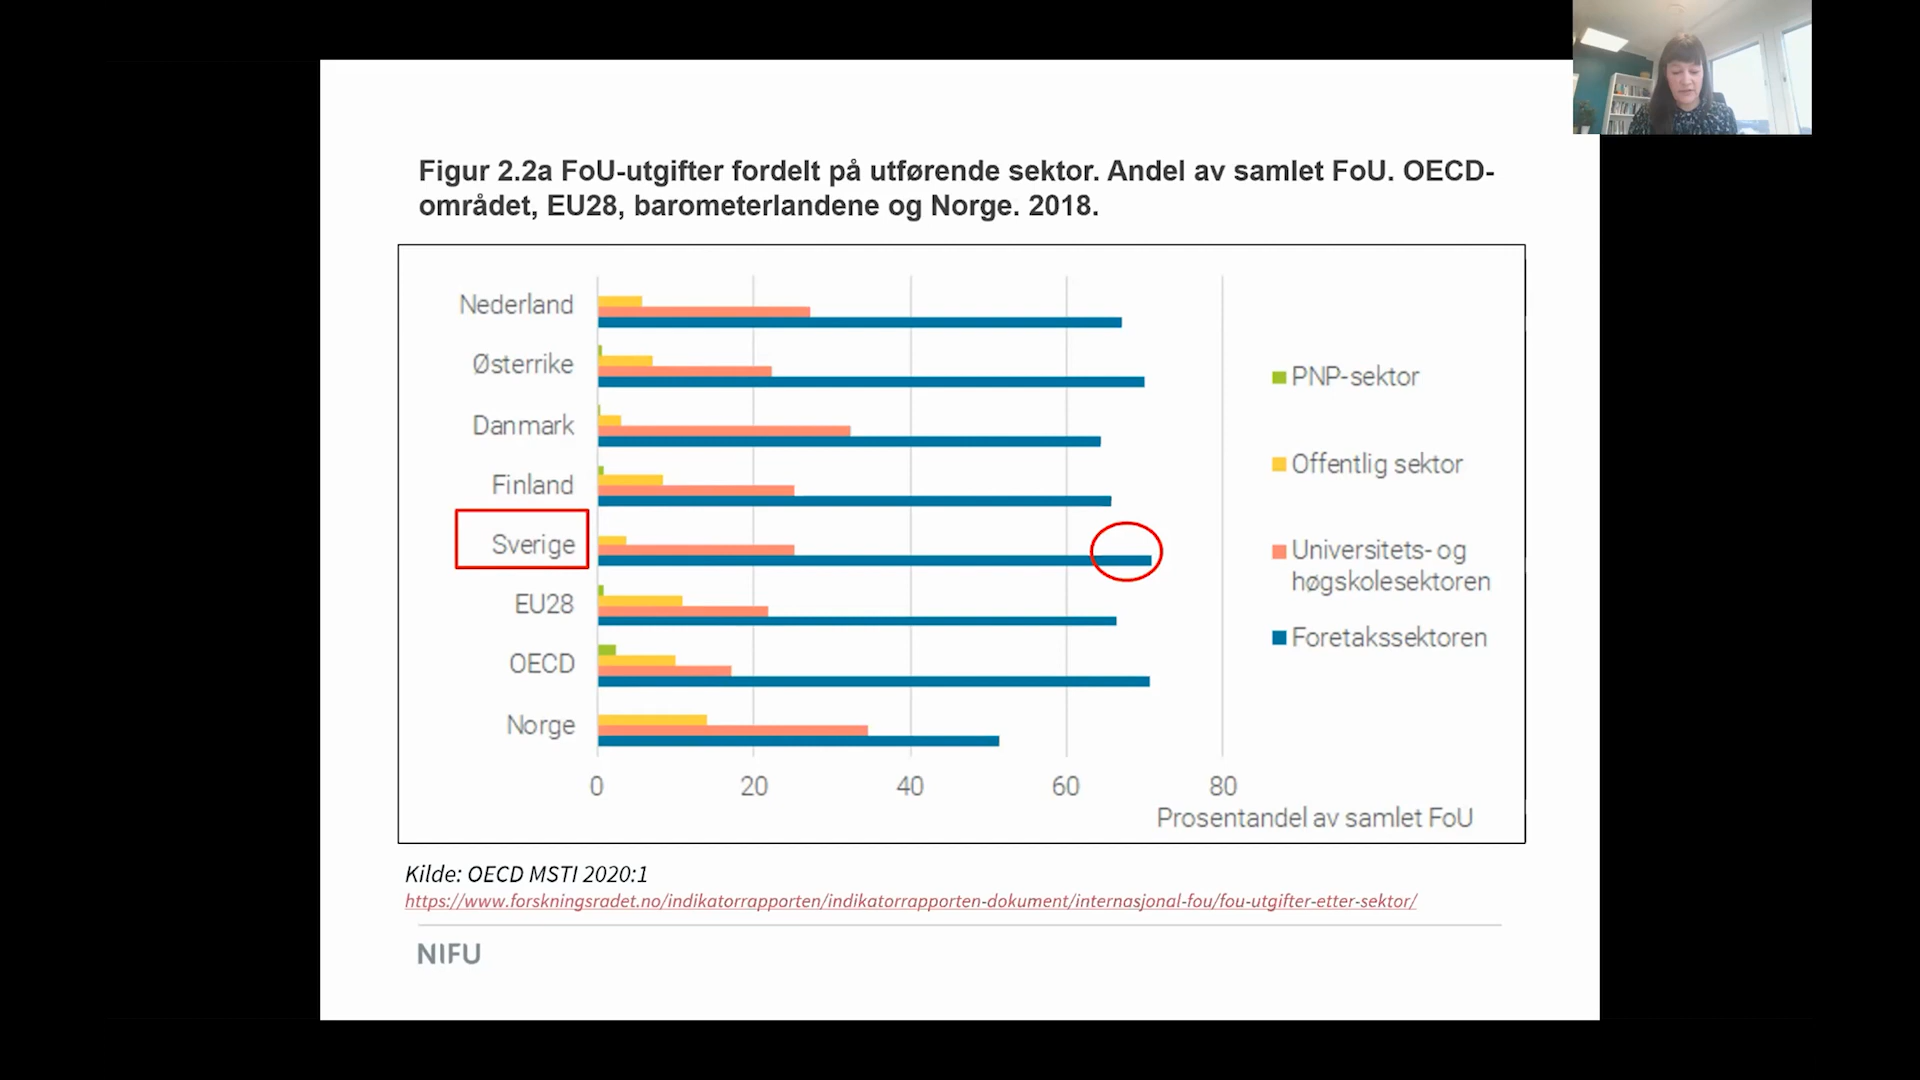 Figur 2.2a FoU-utgifter fordelt på utførende sektor. Andel av samlet FoU. OECD-
området, EU28, barometerlandene og Norge. 2018.
Nederland
Østerrike
Danmark
Finland
Sverige
EU28
OECD
Norge
0 20 40 60 80
Prosentandel av samlet FoU
PNP-sektor
Offentlig sektor
Universitets- og
høgskolesektoren
Foretakssektoren
Kilde: OECD MSTI 2020:1
https://www.forskningsradet.no/indikatorrapporten/indikatorrapporten-dokument/internasjonal-fou/fou-utgifter-etter-sektor/
NIFU